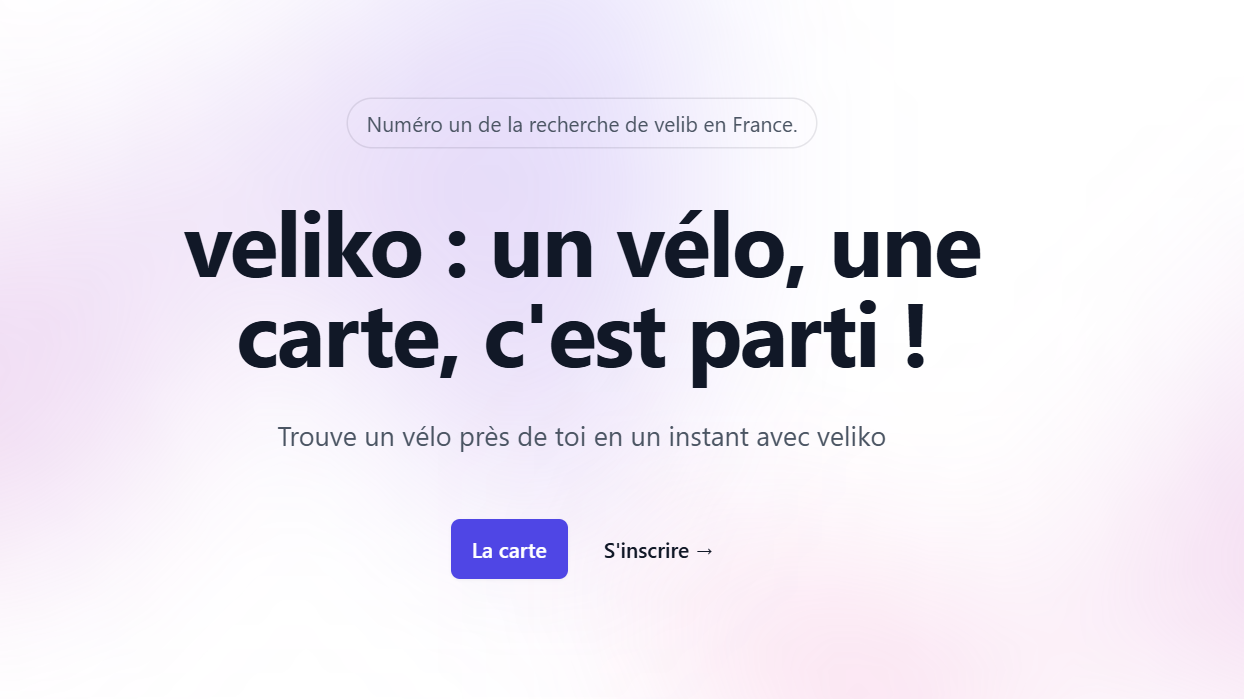 Numéro un de la recherche de velib en France.
veliko : un vélo, une
carte, c'est parti !
Trouve un vélo près de toi en un instant avec veliko
La carte
S'inscrire →